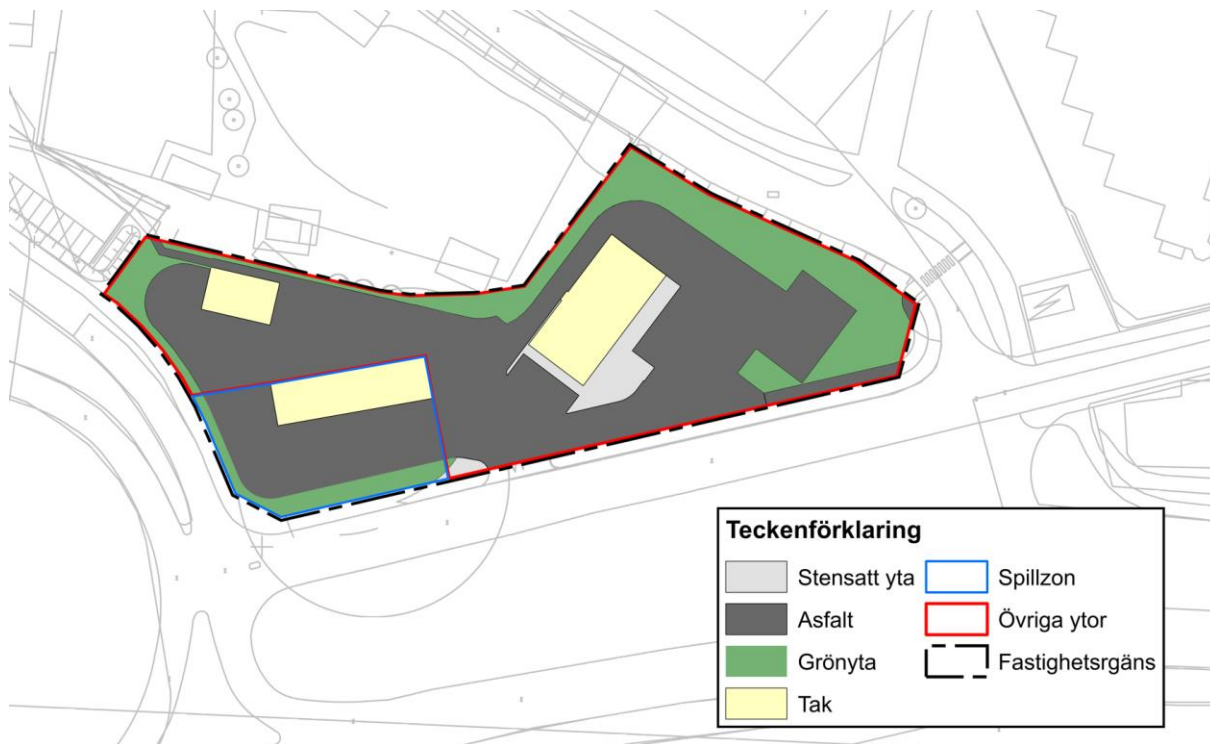 Teckenförklaring
Stensatt yta
Spillzon
Asfalt
Övriga ytor
Grönyta
Fastighetsrgäns
Tak